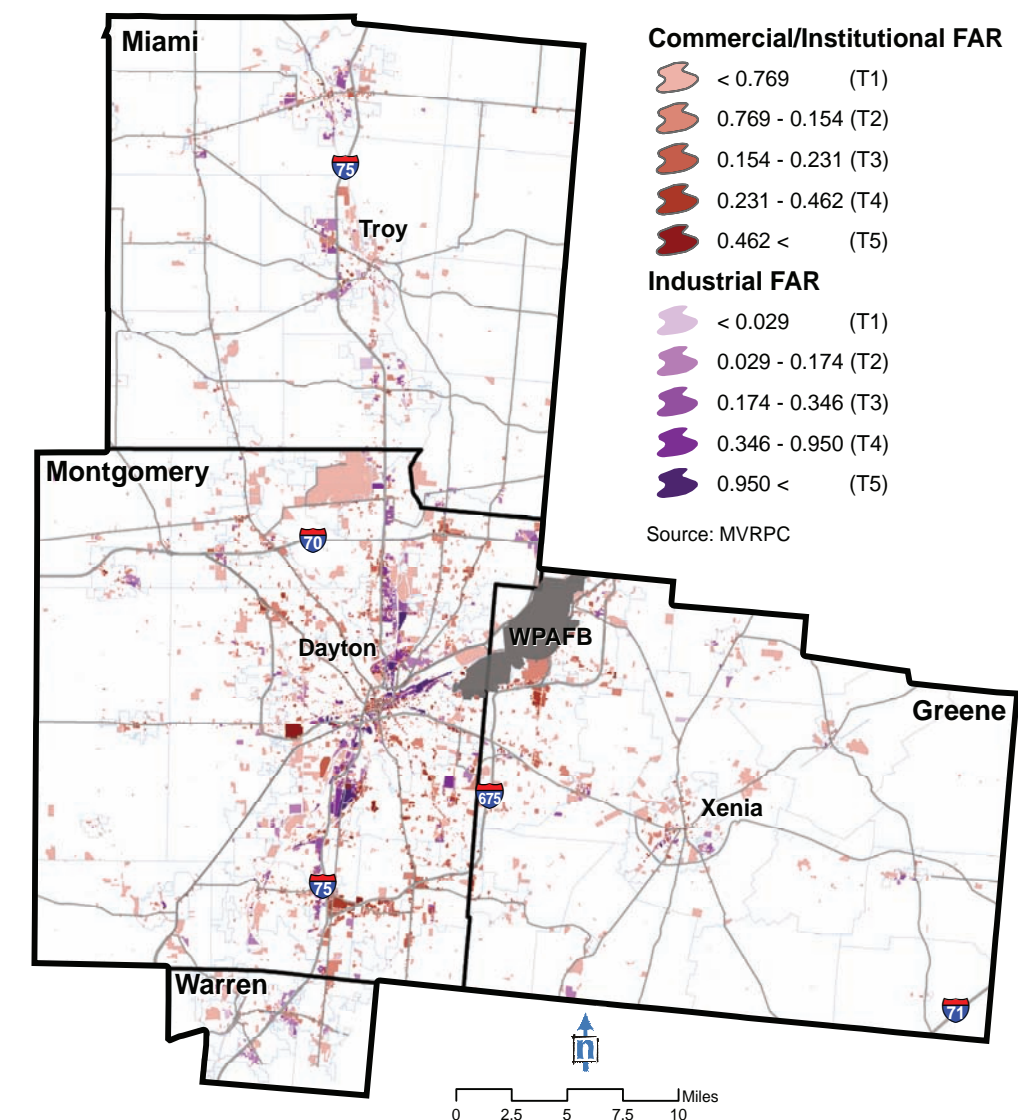 Miami
Commercial/Institutional FAR
< 0.769 (T1)
0.769 - 0.154 (T2)
0.154 - 0.231 (T3)
0.231 - 0.462 (T4)
0.462 < (T5)
75
Troy
Industrial FAR
< 0.029 (T1)
0.029 - 0.174 (T2)
0.174 - 0.346 (T3)
0.346 - 0.950 (T4)
0.950 < (T5)
Source: MVRPC
Montgomery
70
Dayton
WPAFB
Greene
675
Xenia
75
Warren
71
n
Miles
0 2.5 5 7.5 10